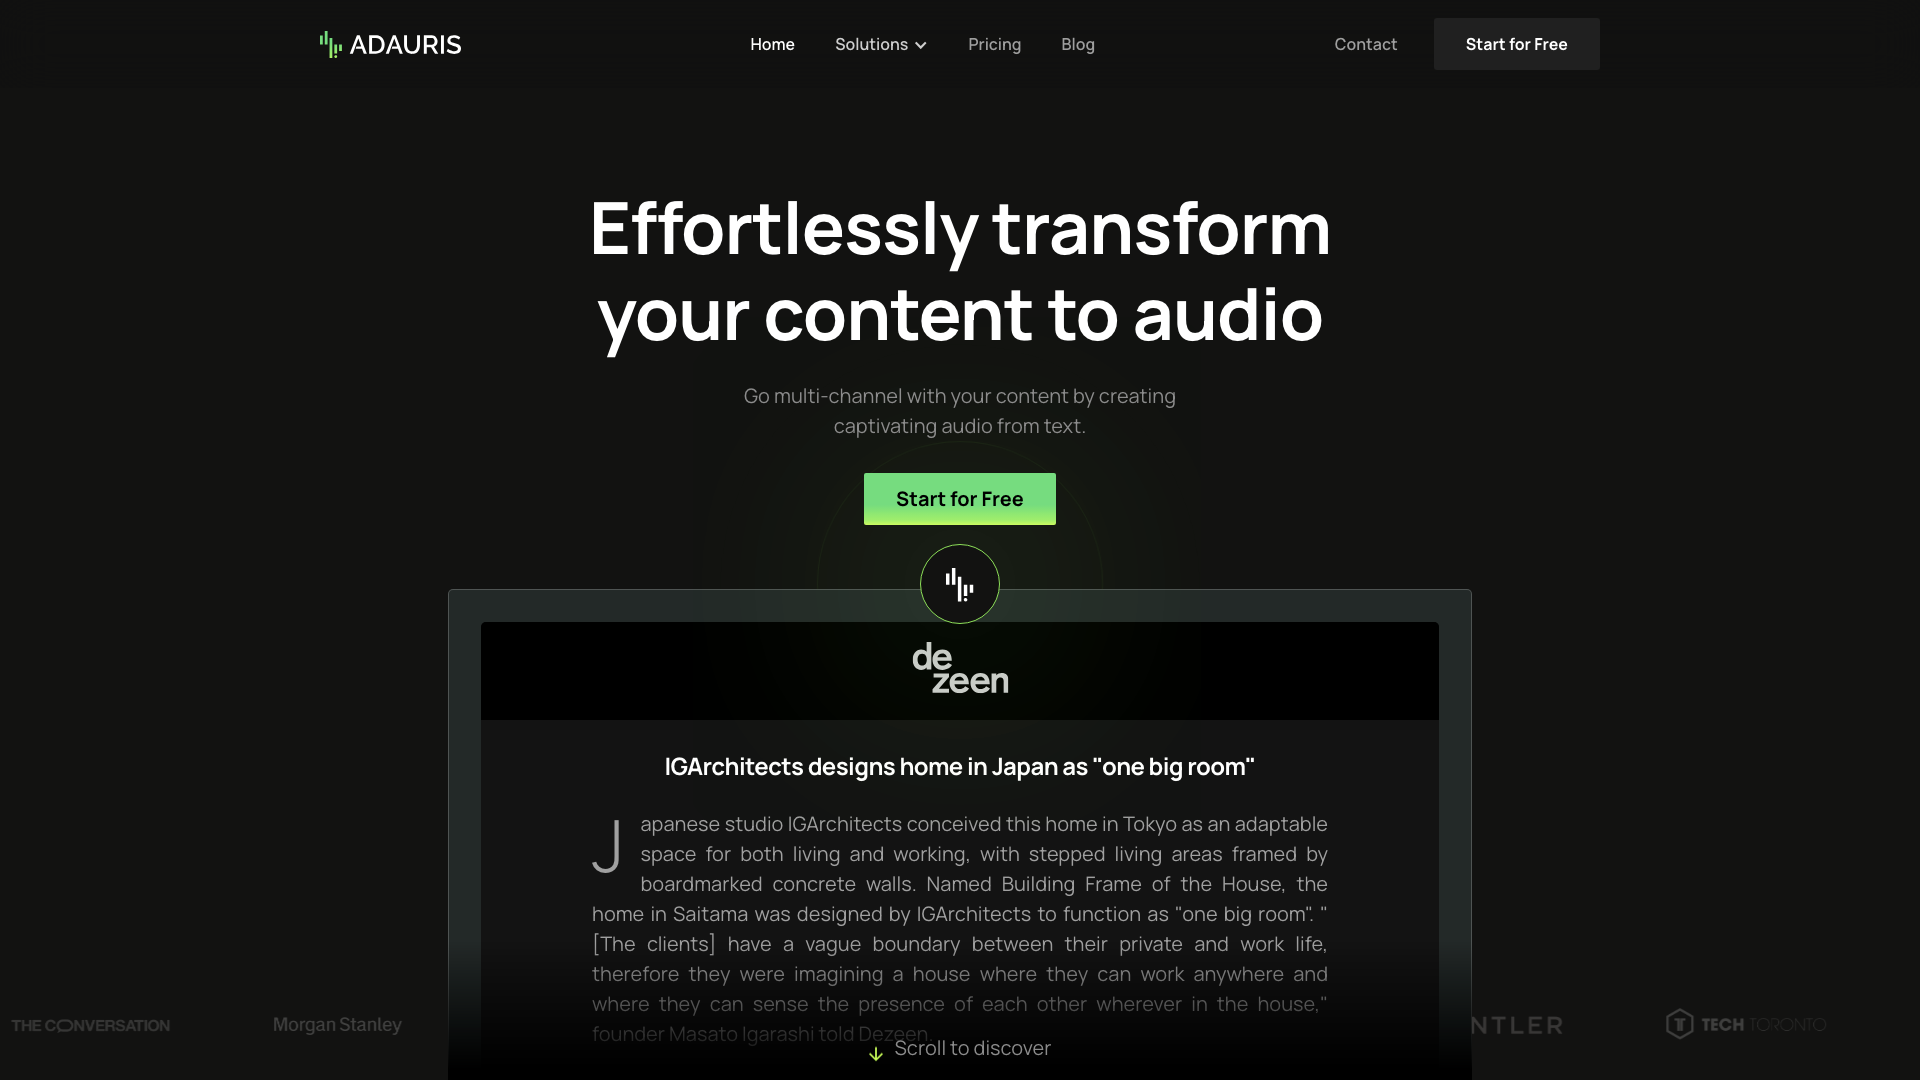 ADAURIS
Home
Solutions
Pricing
Blog
Contact
Start for Free
Effortlessly transform
your content to audio
Go multi-channel with your content by creating
captivating audio from text.
Start for Free
de
zeen
IGArchitects designs home in Japan as "one big room"
Japanese studio IGArchitects conceived this home in Tokyo as an adaptable
space for both living and working, with stepped living areas framed by
boardmarked concrete walls. Named Building Frame of the House, the
home in Saitama was designed by IGArchitects to function as "one big room". "
[The clients] have a vague boundary between their private and work life,
therefore they were imagining a house where they can work anywhere and
where they can sense the presence of each other wherever in the house,"
founder Masato Igarashi told Dezeen.
Scroll to discover
THE CONVERSATION
Morgan Stanley
NTLER
TECH TORONTO